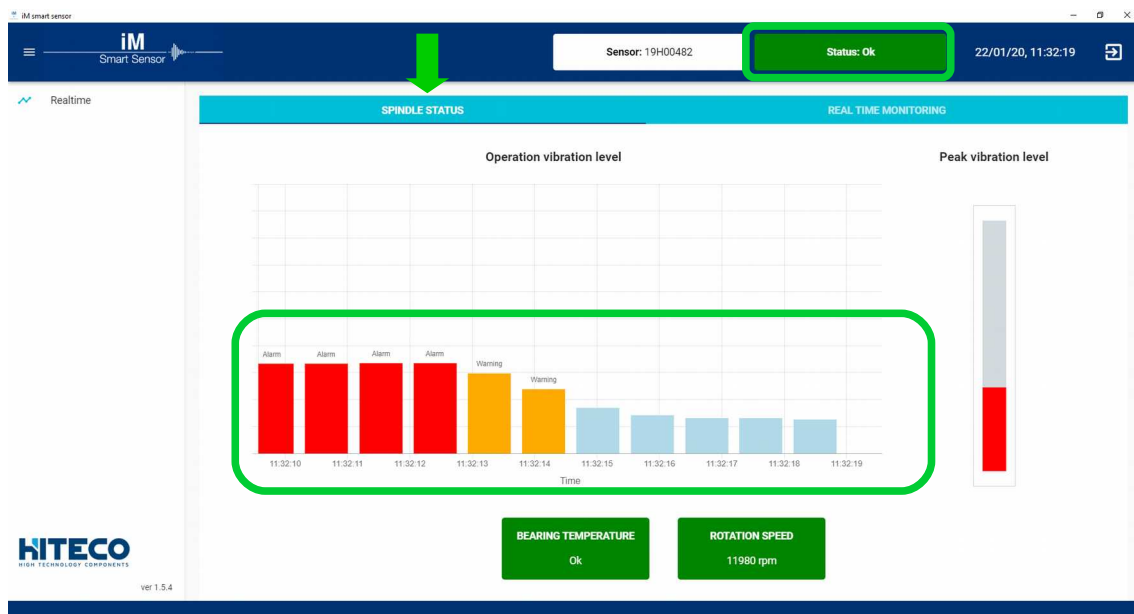 iM smart sensor
iM
Smart Sensor
Sensor: 19H00482
Status: Ok
22/01/20, 11:32:19
Realtime
SPINDLE STATUS
REAL TIME MONITORING
Operation vibration level
Peak vibration level
Alarm Alarm Alarm Alarm Warning Warning
11:32:10 11:32:11 11:32:12 11:32:13 11:32:14 11:32:15 11:32:16 11:32:17 11:32:18 11:32:19
Time
BEARING TEMPERATURE
Ok
ROTATION SPEED
11980 rpm
HITECO
HIGH TECHNOLOGY COMPONENTS
ver 1.5.4